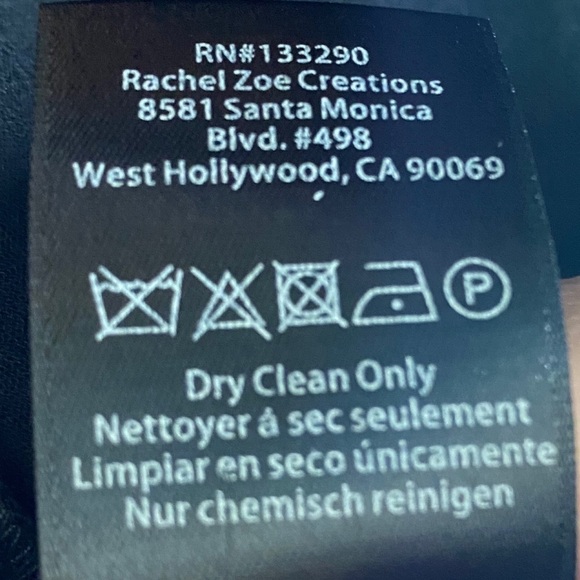 RN#133290
Rachel Zoe Creations
8581 Santa Monica
Blvd. #498
West Hollywood, CA 90069
P
Dry Clean Only
Nettoyer á sec seulement
Limpiar en seco únicamente
Nur chemisch reinigen